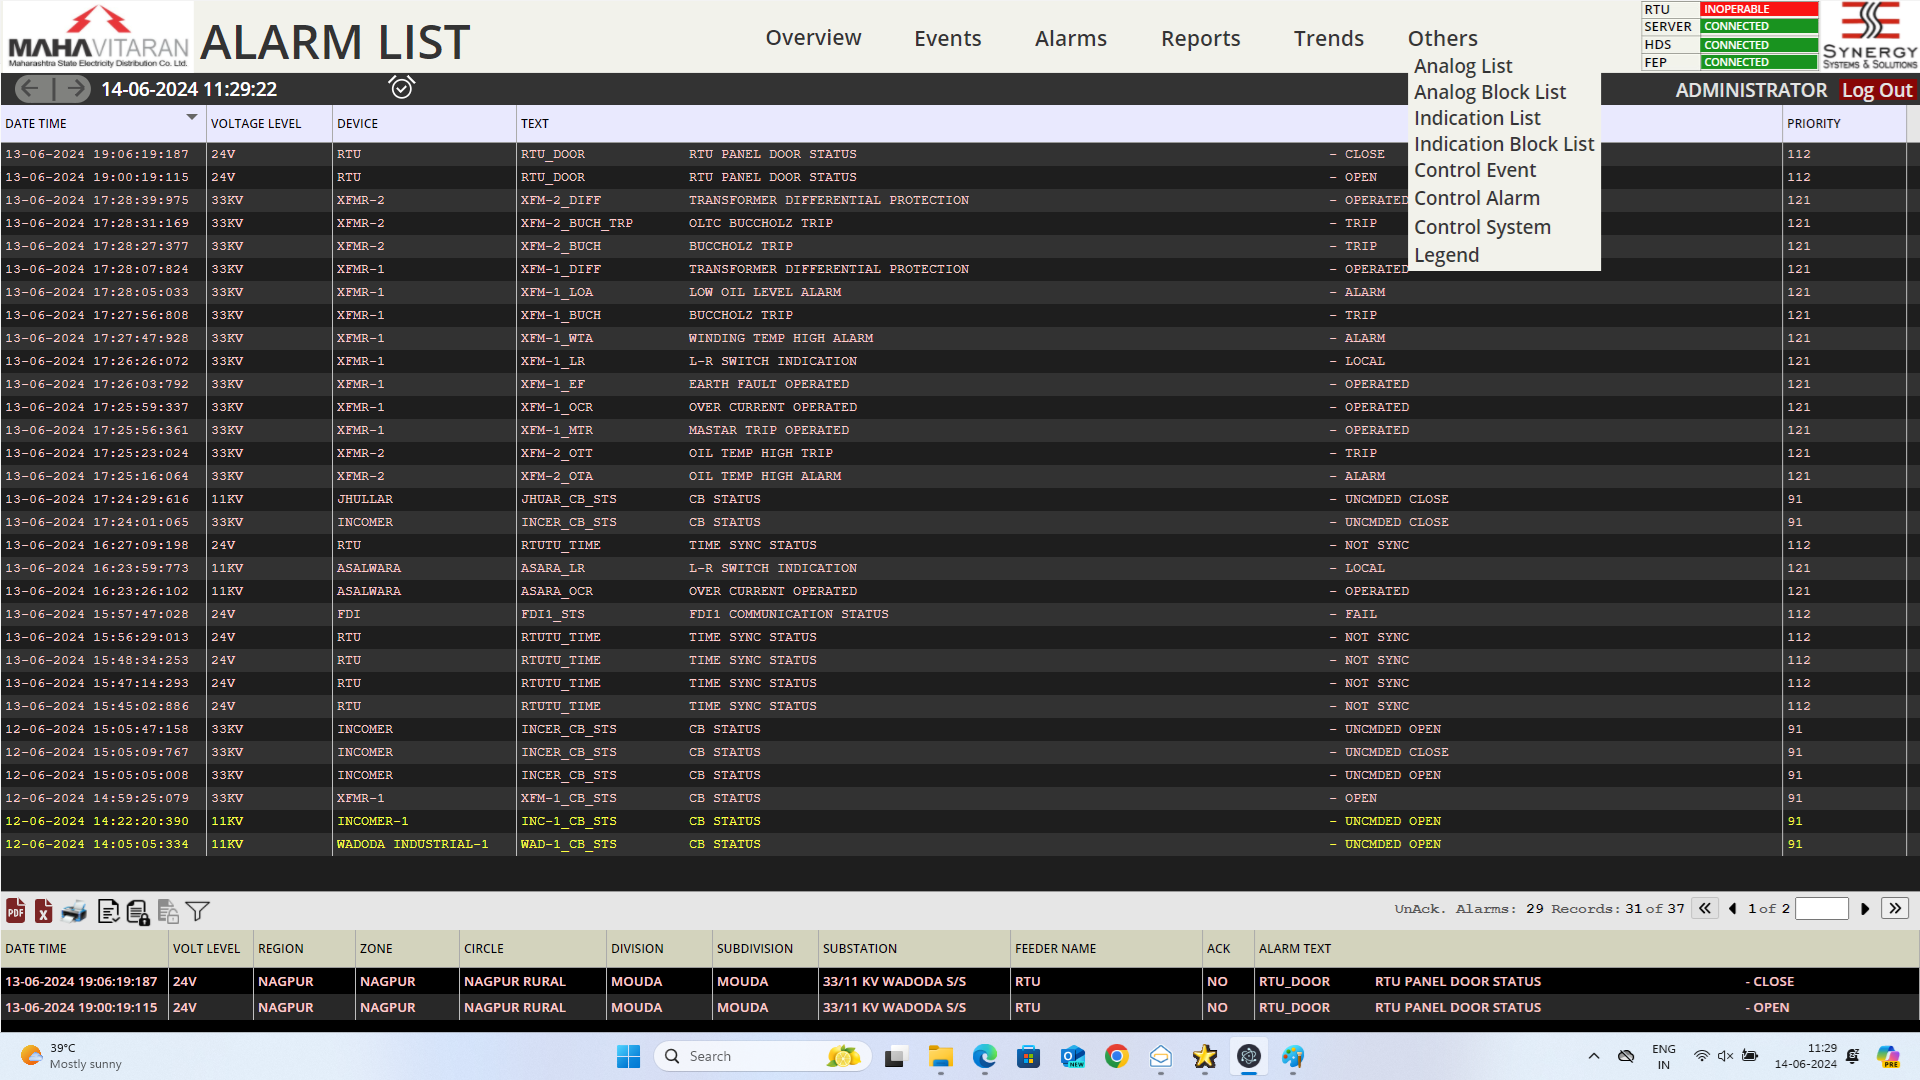 MAHAVITARAN
Maharashtra State Electricity Distribution Co. Ltd.
ALARM LIST
Overview Events Alarms Reports Trends Others
RTU INOPERABLE
SERVER CONNECTED
HDS CONNECTED
FEP CONNECTED
SYNERGY
SYSTEMS & SOLUTIONS
Analog List
Analog Block List
Indication List
Indication Block List
Control Event
Control Alarm
Control System
Legend
14-06-2024 11:29:22
ADMINISTRATOR Log Out
DATE TIME VOLTAGE LEVEL DEVICE TEXT PRIORITY
13-06-2024 19:06:19:187 24V RTU RTU_DOOR RTU PANEL DOOR STATUS - CLOSE 112
13-06-2024 19:00:19:115 24V RTU RTU_DOOR RTU PANEL DOOR STATUS - OPEN 112
13-06-2024 17:28:39:975 33KV XFMR-2 XFM-2_DIFF TRANSFORMER DIFFERENTIAL PROTECTION - OPERATED 121
13-06-2024 17:28:31:169 33KV XFMR-2 XFM-2_BUCH_TRP OLTC BUCCHOLZ TRIP - TRIP 121
13-06-2024 17:28:27:377 33KV XFMR-2 XFM-2_BUCH BUCCHOLZ TRIP - TRIP 121
13-06-2024 17:28:07:824 33KV XFMR-1 XFM-1_DIFF TRANSFORMER DIFFERENTIAL PROTECTION - OPERATED 121
13-06-2024 17:28:05:033 33KV XFMR-1 XFM-1_LOA LOW OIL LEVEL ALARM - ALARM 121
13-06-2024 17:27:56:808 33KV XFMR-1 XFM-1_BUCH BUCCHOLZ TRIP - TRIP 121
13-06-2024 17:27:47:928 33KV XFMR-1 XFM-1_WTA WINDING TEMP HIGH ALARM - ALARM 121
13-06-2024 17:26:26:072 33KV XFMR-1 XFM-1_LR L-R SWITCH INDICATION - LOCAL 121
13-06-2024 17:26:03:792 33KV XFMR-1 XFM-1_EF EARTH FAULT OPERATED - OPERATED 121
13-06-2024 17:25:59:337 33KV XFMR-1 XFM-1_OCR OVER CURRENT OPERATED - OPERATED 121
13-06-2024 17:25:56:361 33KV XFMR-1 XFM-1_MTR MASTAR TRIP OPERATED - OPERATED 121
13-06-2024 17:25:23:024 33KV XFMR-2 XFM-2_OTT OIL TEMP HIGH TRIP - TRIP 121
13-06-2024 17:25:16:064 33KV XFMR-2 XFM-2_OTA OIL TEMP HIGH ALARM - ALARM 121
13-06-2024 17:24:29:616 11KV JHULLAR JHUAR_CB_STS CB STATUS - UNCMDED CLOSE 91
13-06-2024 17:24:01:065 33KV INCOMER INCER_CB_STS CB STATUS - UNCMDED CLOSE 91
13-06-2024 16:27:09:198 24V RTU RTUTU_TIME TIME SYNC STATUS - NOT SYNC 112
13-06-2024 16:23:59:773 11KV ASALWARA ASARA_LR L-R SWITCH INDICATION - LOCAL 121
13-06-2024 16:23:26:102 11KV ASALWARA ASARA_OCR OVER CURRENT OPERATED - OPERATED 121
13-06-2024 15:57:47:028 24V FDI FDI1_STS FDI1 COMMUNICATION STATUS - FAIL 112
13-06-2024 15:56:29:013 24V RTU RTUTU_TIME TIME SYNC STATUS - NOT SYNC 112
13-06-2024 15:48:34:253 24V RTU RTUTU_TIME TIME SYNC STATUS - NOT SYNC 112
13-06-2024 15:47:14:293 24V RTU RTUTU_TIME TIME SYNC STATUS - NOT SYNC 112
13-06-2024 15:45:02:886 24V RTU RTUTU_TIME TIME SYNC STATUS - NOT SYNC 112
12-06-2024 15:05:47:158 33KV INCOMER INCER_CB_STS CB STATUS - UNCMDED OPEN 91
12-06-2024 15:05:09:767 33KV INCOMER INCER_CB_STS CB STATUS - UNCMDED CLOSE 91
12-06-2024 15:05:05:008 33KV INCOMER INCER_CB_STS CB STATUS - UNCMDED OPEN 91
12-06-2024 14:59:25:079 33KV XFMR-1 XFM-1_CB_STS CB STATUS - OPEN 91
12-06-2024 14:22:20:390 11KV INCOMER-1 INC-1_CB_STS CB STATUS - UNCMDED OPEN 91
12-06-2024 14:05:05:334 11KV WADODA INDUSTRIAL-1 WAD-1_CB_STS CB STATUS - UNCMDED OPEN 91
PDF X UnAck. Alarms: 29 Records: 31 of 37 1 of 2
DATE TIME VOLT LEVEL REGION ZONE CIRCLE DIVISION SUBDIVISION SUBSTATION FEEDER NAME ACK ALARM TEXT
13-06-2024 19:06:19:187 24V NAGPUR NAGPUR NAGPUR RURAL MOUDA MOUDA 33/11 KV WADODA S/S RTU NO RTU_DOOR RTU PANEL DOOR STATUS - CLOSE
13-06-2024 19:00:19:115 24V NAGPUR NAGPUR NAGPUR RURAL MOUDA MOUDA 33/11 KV WADODA S/S RTU NO RTU_DOOR RTU PANEL DOOR STATUS - OPEN
39°C
Mostly sunny
Search
NEW
ENG
IN
11:29
14-06-2024
PRE